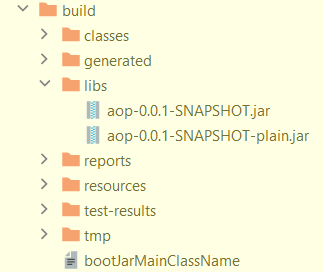 build
classes
generated
libs
aop-0.0.1-SNAPSHOT.jar
aop-0.0.1-SNAPSHOT-plain.jar
reports
resources
test-results
tmp
bootJarMainClassName